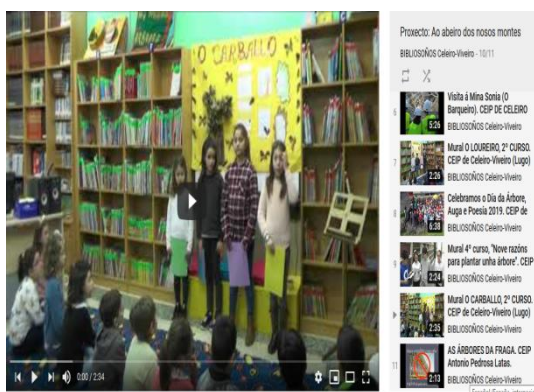 O CARBALLO
0:00 / 2:34
Proxecto: Ao abeiro dos nosos montes
BIBLIOSOÑOS Celeiro-Viveiro - 10/11
6
5:26
Visita á Mina Sonia (O
Barqueiro). CEIP DE CELEIRO
BIBLIOSOÑOS Celeiro-Viveiro
7
2:26
Mural O LOUREIRO, 2º CURSO.
CEIP de Celeiro-Viveiro (Lugo)
BIBLIOSOÑOS Celeiro-Viveiro
8
6:38
Celebramos o Día da Árbore,
Auga e Poesía 2019. CEIP de
BIBLIOSOÑOS Celeiro-Viveiro
9
2:24
Mural 4º curso, "Nove razóns
para plantar unha árbore". CEIP
BIBLIOSOÑOS Celeiro-Viveiro
2:35
Mural O CARBALLO, 2º CURSO.
CEIP de Celeiro-Viveiro (Lugo)
BIBLIOSOÑOS Celeiro-Viveiro
11
2:13
AS ÁRBORES DA FRAGA. CEIP
Antonio Pedrosa Latas.
BIBLIOSOÑOS Celeiro-Viveiro